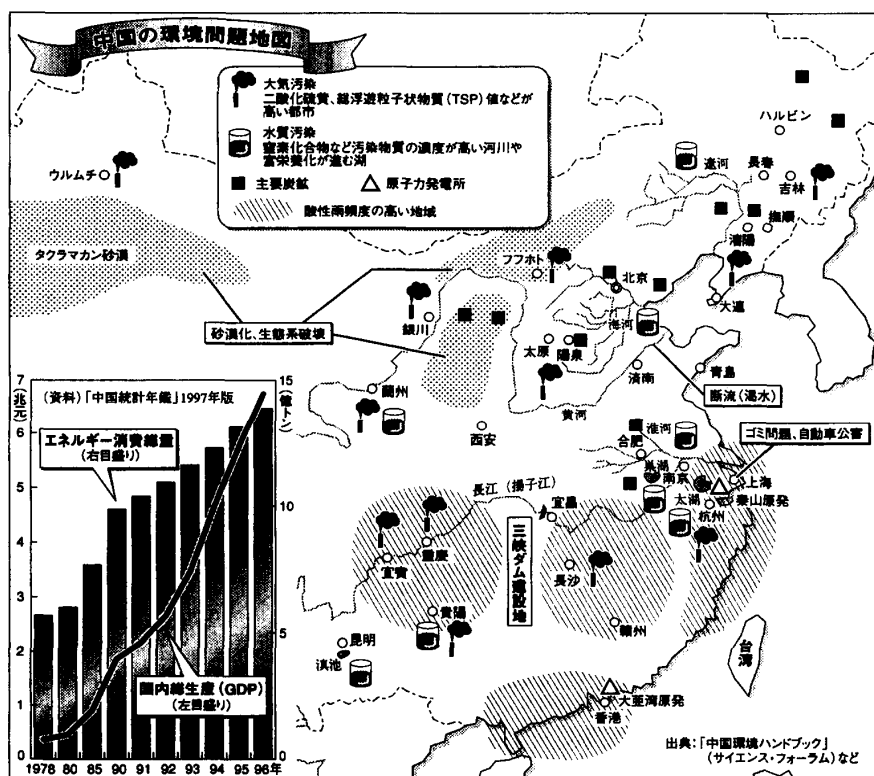 中国の環境問題地図
大気汚染
二酸化硫黄、総浮遊粒子状物質(TSP)値などが
高い都市
水質汚染
窒素化合物など汚染物質の濃度が高い河川や
富栄養化が進む湖
主要炭鉱
原子力発電所
酸性雨頻度の高い地域
ハルビン
長春
吉林
遼河
撫順
瀋陽
大連
ウルムチ
タクラマカン砂漠
フフホト
北京
銀川
砂漠化、生態系破壊
海河
太原
陽泉
済南
青島
断流(渇水)
黄河
蘭州
西安
淮河
合肥
ゴミ問題、自動車公害
巣湖
南京
上海
太湖
秦山原発
杭州
長江(揚子江)
宜昌
三峡ダム建設地
重慶
宜賓
長沙
貴陽
贛州
昆明
滇池
台湾
大亜湾原発
香港
7
(兆元)
6
5
4
3
2
1
0
(資料)「中国統計年鑑」1997年版
エネルギー消費総量
(右目盛り)
国内総生産(GDP)
(左目盛り)
15
(億トン)
10
5
0
1978 80 85 90 91 92 93 94 95 96年
出典:「中国環境ハンドブック」
(サイエンス・フォーラム)など